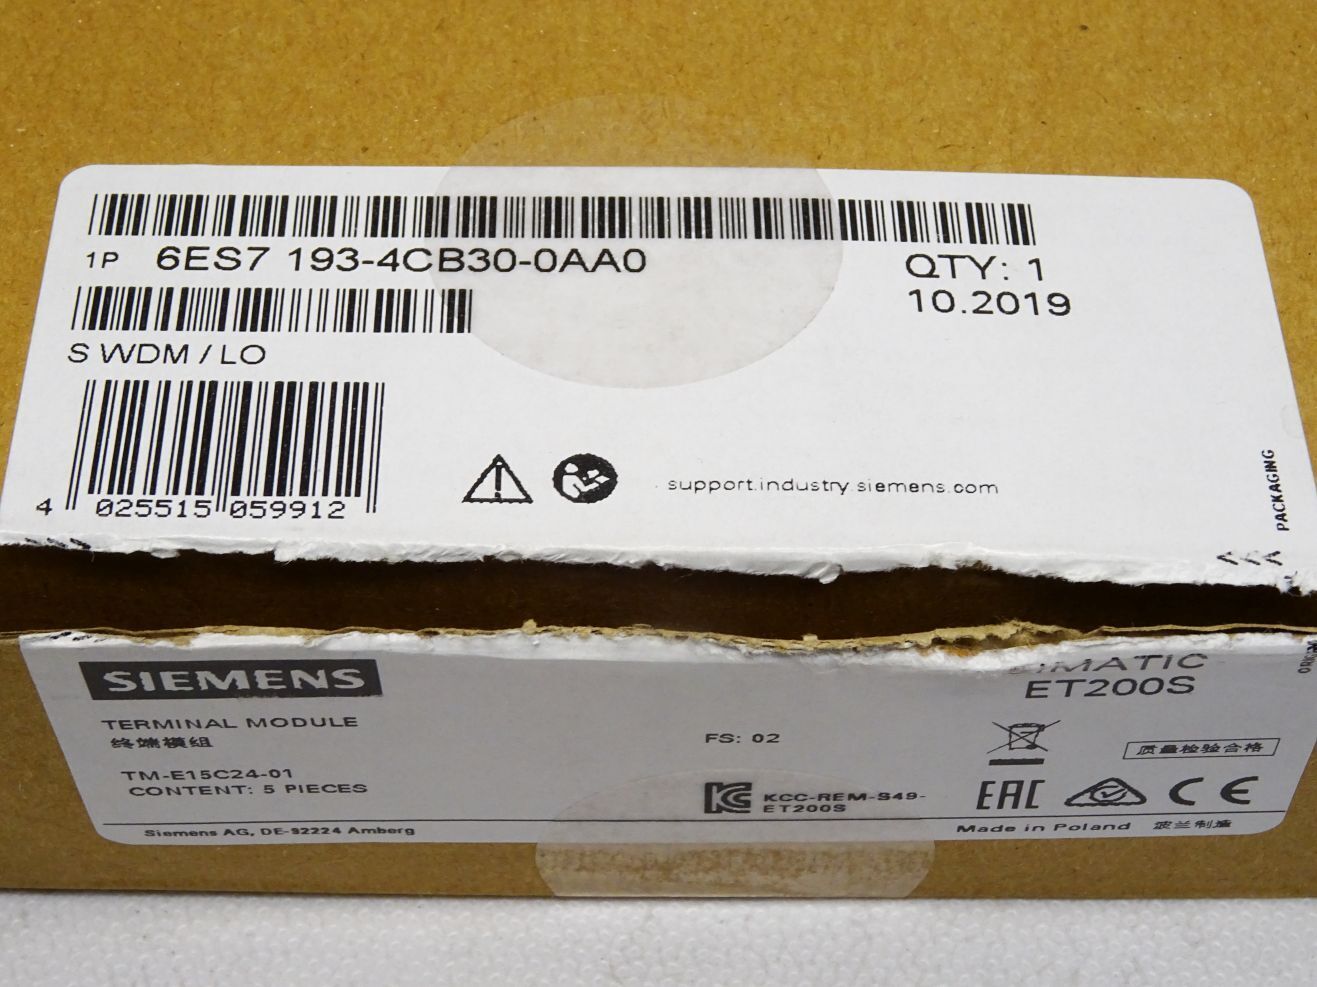 1P 6ES7 193-4CB30-0AA0
QTY: 1
10.2019
S WDM / LO
4 025515 059912
support.industry.siemens.com
PACKAGING
SIEMENS
SIMATIC
ET200S
TERMINAL MODULE
终端模组
FS: 02
质量检验合格
TM-E15C24-01
CONTENT: 5 PIECES
KCC-REM-S49-
ET200S
EAC
CE
Siemens AG, DE-92224 Amberg
Made in Poland 波兰制造